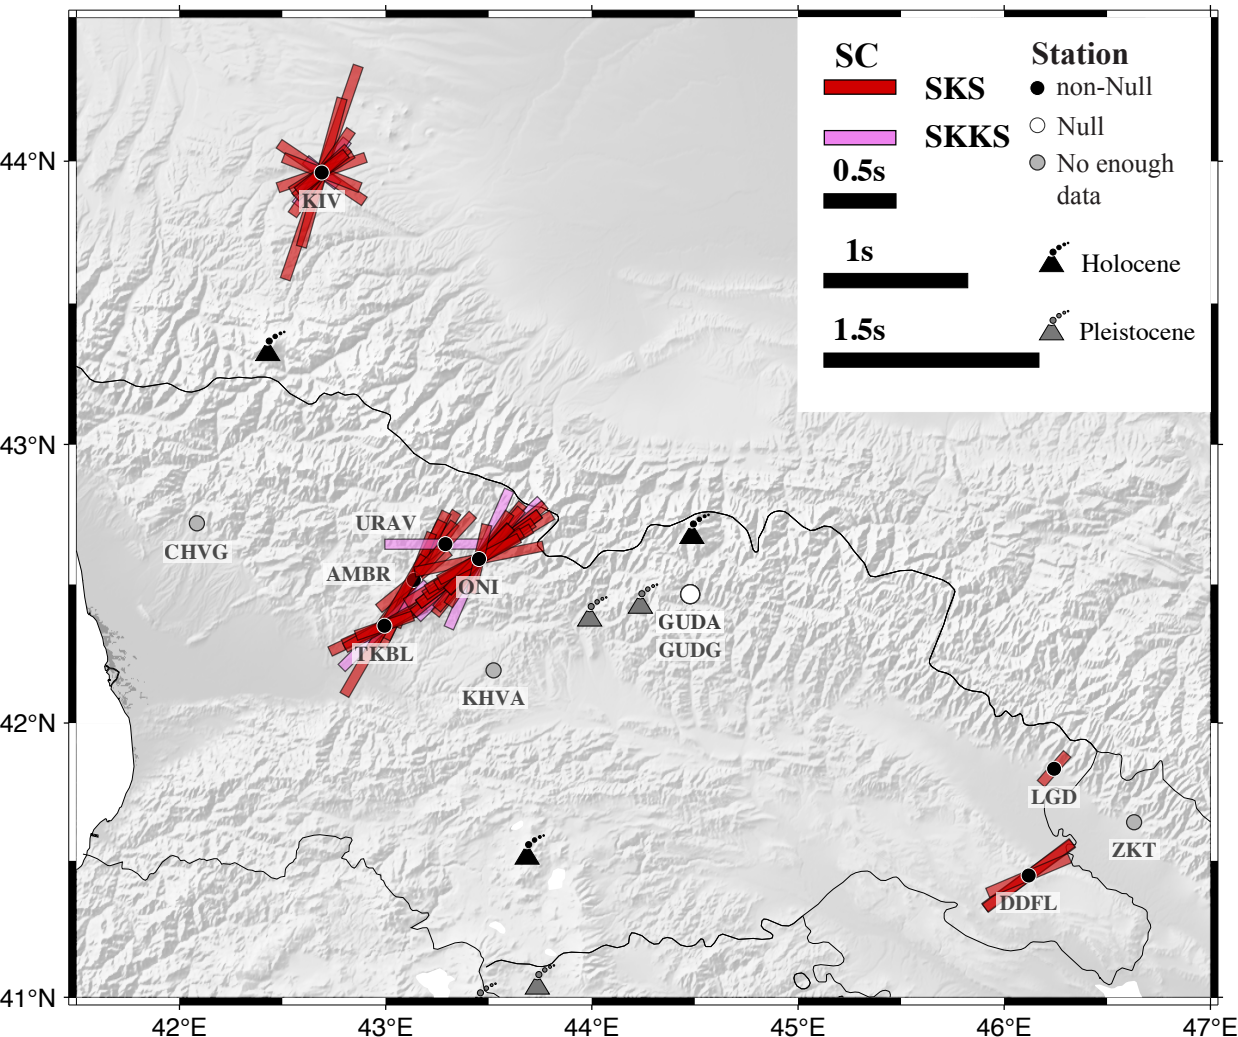 SC
SKS
SKKS
0.5s
1s
1.5s
Station
non-Null
Null
No enough
data
Holocene
Pleistocene
44°N
43°N
42°N
41°N
KIV
URAV
CHVG
AMBR
ONI
TKBL
KHVA
GUDA
GUDG
LGD
ZKT
DDFL
42°E
43°E
44°E
45°E
46°E
47°E